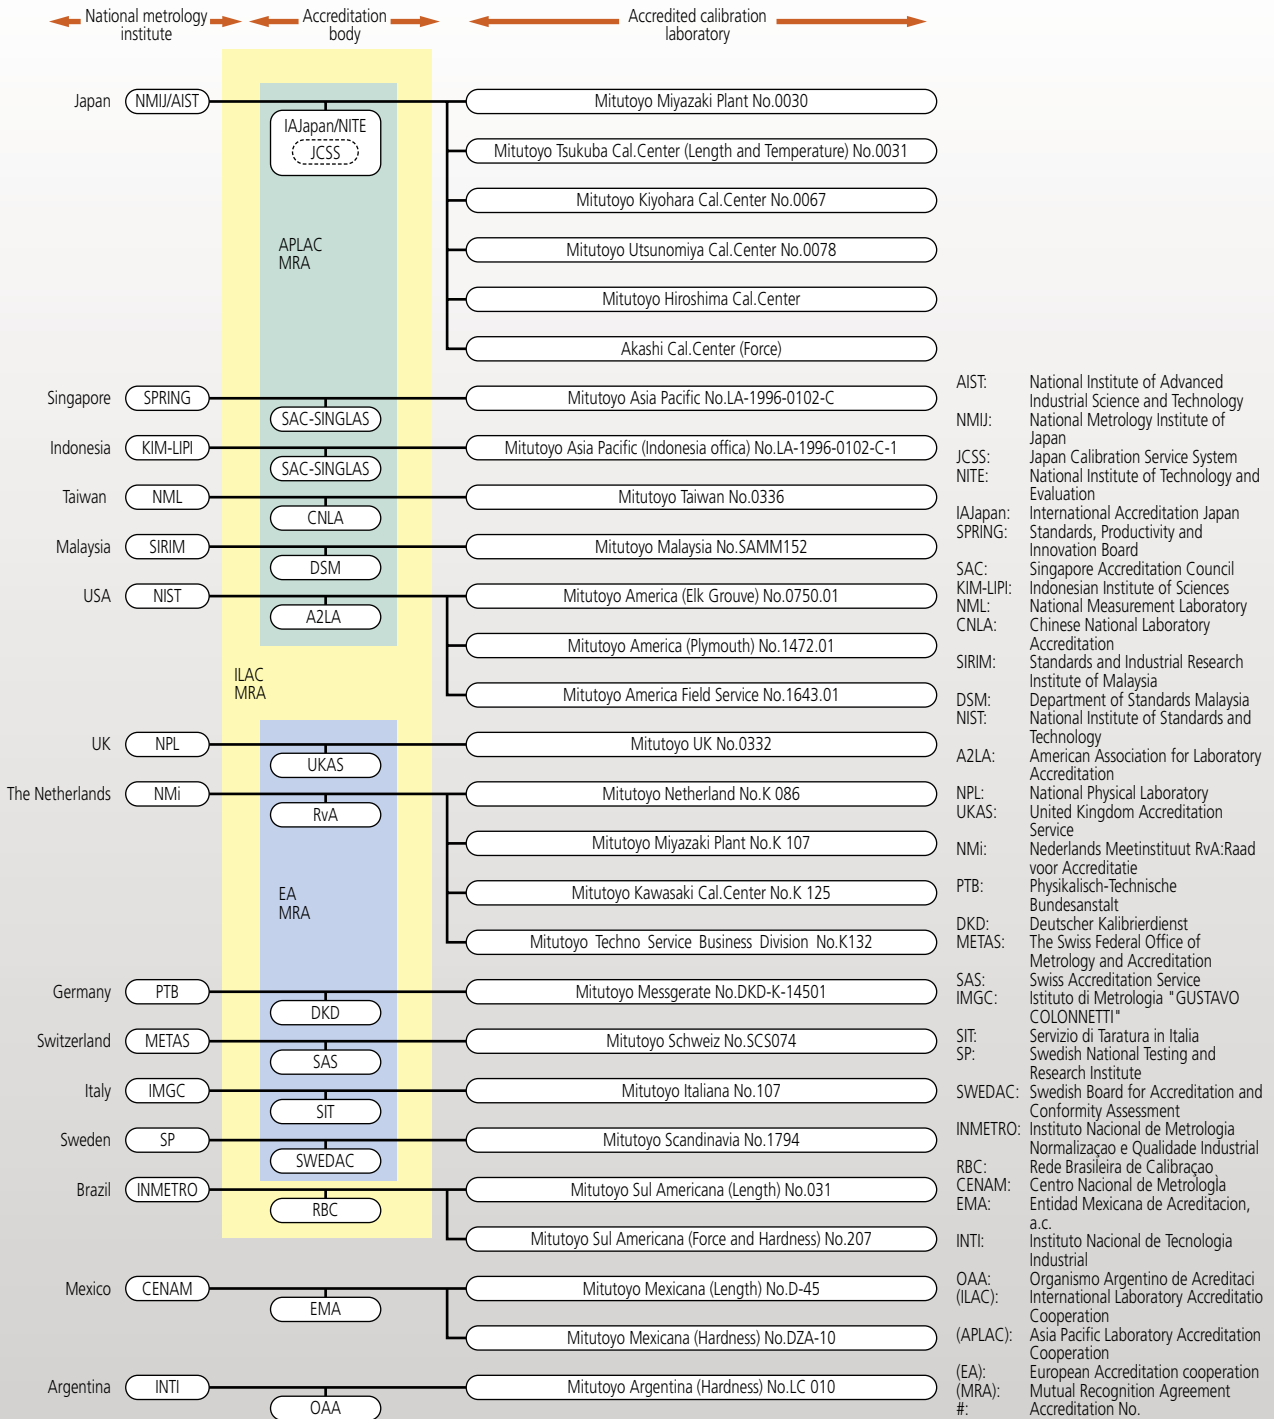 National metrology
institute
Accreditation
body
Accredited calibration
laboratory
Japan
NMIJ/AIST
IAJapan/NITE
JCSS
APLAC
MRA
Mitutoyo Miyazaki Plant No.0030
Mitutoyo Tsukuba Cal.Center (Length and Temperature) No.0031
Mitutoyo Kiyohara Cal.Center No.0067
Mitutoyo Utsunomiya Cal.Center No.0078
Mitutoyo Hiroshima Cal.Center
Akashi Cal.Center (Force)
Singapore
SPRING
SAC-SINGLAS
Mitutoyo Asia Pacific No.LA-1996-0102-C
Indonesia
KIM-LIPI
SAC-SINGLAS
Mitutoyo Asia Pacific (Indonesia offica) No.LA-1996-0102-C-1
Taiwan
NML
CNLA
Mitutoyo Taiwan No.0336
Malaysia
SIRIM
DSM
Mitutoyo Malaysia No.SAMM152
USA
NIST
A2LA
Mitutoyo America (Elk Grouve) No.0750.01
Mitutoyo America (Plymouth) No.1472.01
Mitutoyo America Field Service No.1643.01
ILAC
MRA
UK
NPL
UKAS
Mitutoyo UK No.0332
The Netherlands
NMi
RvA
Mitutoyo Netherland No.K 086
Mitutoyo Miyazaki Plant No.K 107
Mitutoyo Kawasaki Cal.Center No.K 125
Mitutoyo Techno Service Business Division No.K132
EA
MRA
Germany
PTB
DKD
Mitutoyo Messgerate No.DKD-K-14501
Switzerland
METAS
SAS
Mitutoyo Schweiz No.SCS074
Italy
IMGC
SIT
Mitutoyo Italiana No.107
Sweden
SP
SWEDAC
Mitutoyo Scandinavia No.1794
Brazil
INMETRO
RBC
Mitutoyo Sul Americana (Length) No.031
Mitutoyo Sul Americana (Force and Hardness) No.207
Mexico
CENAM
EMA
Mitutoyo Mexicana (Length) No.D-45
Mitutoyo Mexicana (Hardness) No.DZA-10
Argentina
INTI
OAA
Mitutoyo Argentina (Hardness) No.LC 010
AIST: National Institute of Advanced
Industrial Science and Technology
NMIJ: National Metrology Institute of
Japan
JCSS: Japan Calibration Service System
NITE: National Institute of Technology and
Evaluation
IAJapan: International Accreditation Japan
SPRING: Standards, Productivity and
Innovation Board
SAC: Singapore Accreditation Council
KIM-LIPI: Indonesian Institute of Sciences
NML: National Measurement Laboratory
CNLA: Chinese National Laboratory
Accreditation
SIRIM: Standards and Industrial Research
Institute of Malaysia
DSM: Department of Standards Malaysia
NIST: National Institute of Standards and
Technology
A2LA: American Association for Laboratory
Accreditation
NPL: National Physical Laboratory
UKAS: United Kingdom Accreditation
Service
NMi: Nederlands Meetinstituut RvA:Raad
voor Accreditatie
PTB: Physikalisch-Technische
Bundesanstalt
DKD: Deutscher Kalibrierdienst
METAS: The Swiss Federal Office of
Metrology and Accreditation
SAS: Swiss Accreditation Service
IMGC: Istituto di Metrologia "GUSTAVO
COLONNETTI"
SIT: Servizio di Taratura in Italia
SP: Swedish National Testing and
Research Institute
SWEDAC: Swedish Board for Accreditation and
Conformity Assessment
INMETRO: Instituto Nacional de Metrologia
Normalizaçao e Qualidade Industrial
RBC: Rede Brasileira de Calibraçao
CENAM: Centro Nacional de Metrologìa
EMA: Entidad Mexicana de Acreditacion,
a.c.
INTI: Instituto Nacional de Tecnologia
Industrial
OAA: Organismo Argentino de Acreditaci
(ILAC): International Laboratory Accreditatio
Cooperation
(APLAC): Asia Pacific Laboratory Accreditation
Cooperation
(EA): European Accreditation cooperation
(MRA): Mutual Recognition Agreement
#: Accreditation No.